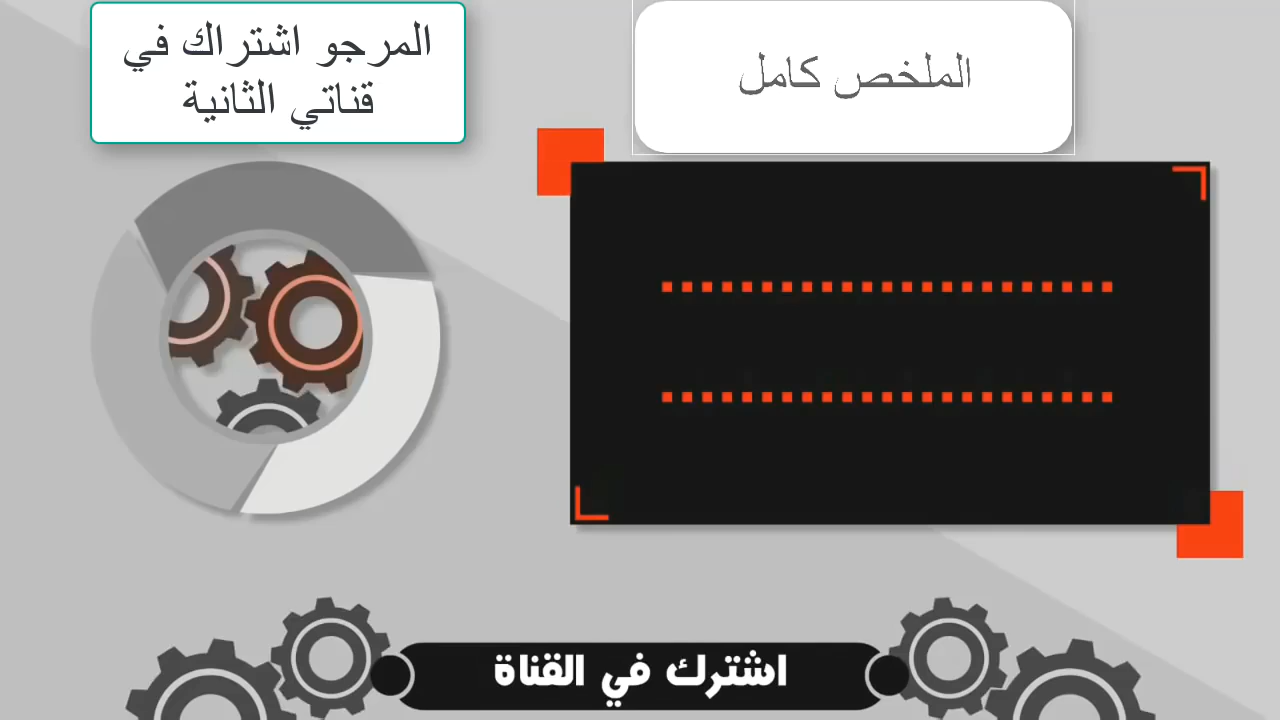 المرجو اشتراك في
قناتي الثانية
الملخص كامل
اشترك في القناة